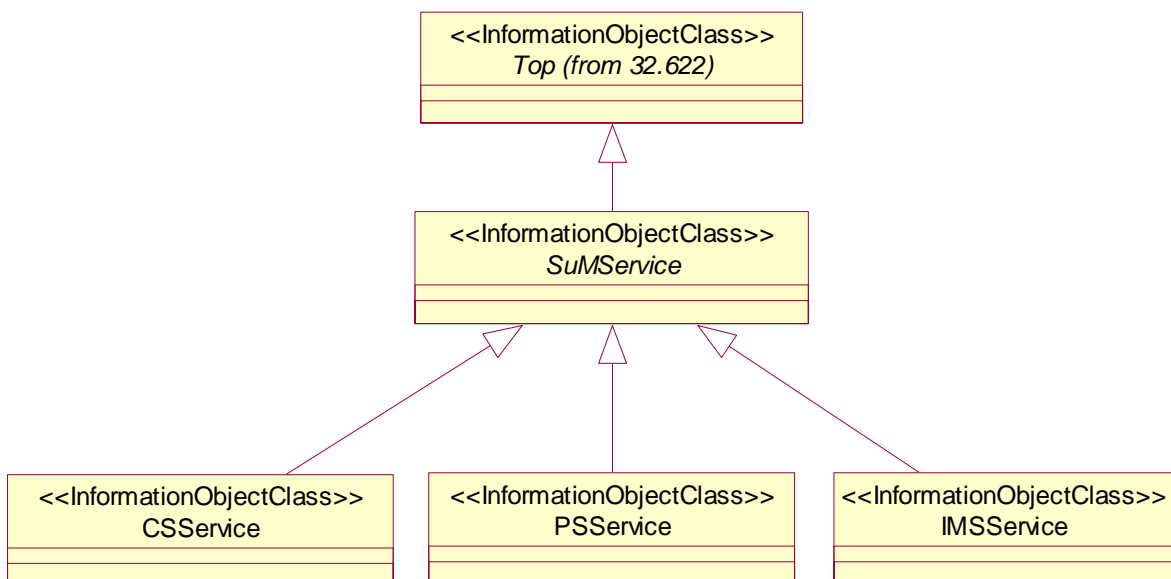 <<InformationObjectClass>>
Top (from 32.622)
<<InformationObjectClass>>
SuMService
<<InformationObjectClass>>
CSService
<<InformationObjectClass>>
PSService
<<InformationObjectClass>>
IMSService